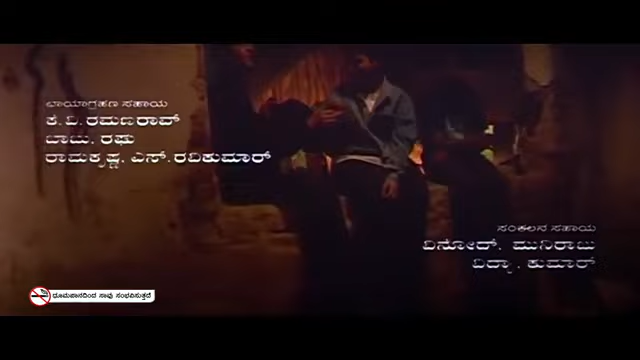 ಛಾಯಾಗ್ರಹಣ ಸಹಾಯ
ಕೆ.ವಿ.ರಮಣರಾವ್
ಬಾಬು. ರಘು
ರಾಮಕೃಷ್ಣ. ಎಸ್.ರವಿಕುಮಾರ್
ಸಂಕಲನ ಸಹಾಯ
ವಿನೋದ್. ಮುನಿರಾಜು
ವಿದ್ಯಾ. ಕುಮಾರ್
ಧೂಮಪಾನದಿಂದ ಸಾವು ಸಂಭವಿಸುತ್ತದೆ